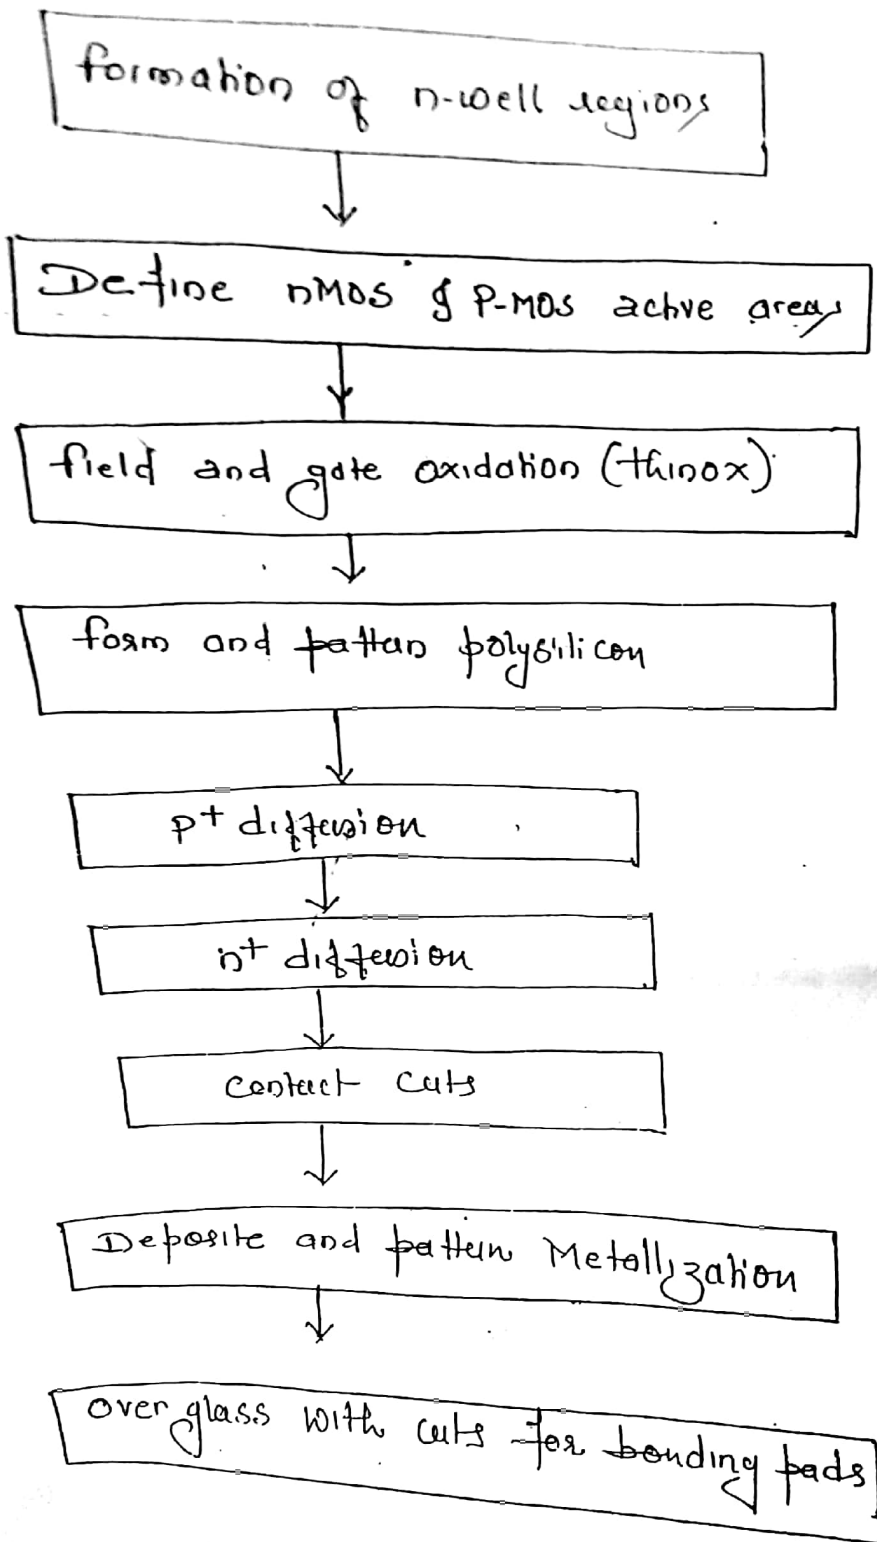 formation of n-well regions
Define nMOS & P-MOS active areas
field and gate oxidation (thinox)
form and pattern polysilicon
p+ diffusion
n+ diffusion
contact cuts
Deposite and pattern Metallization
over glass with cuts for bonding pads